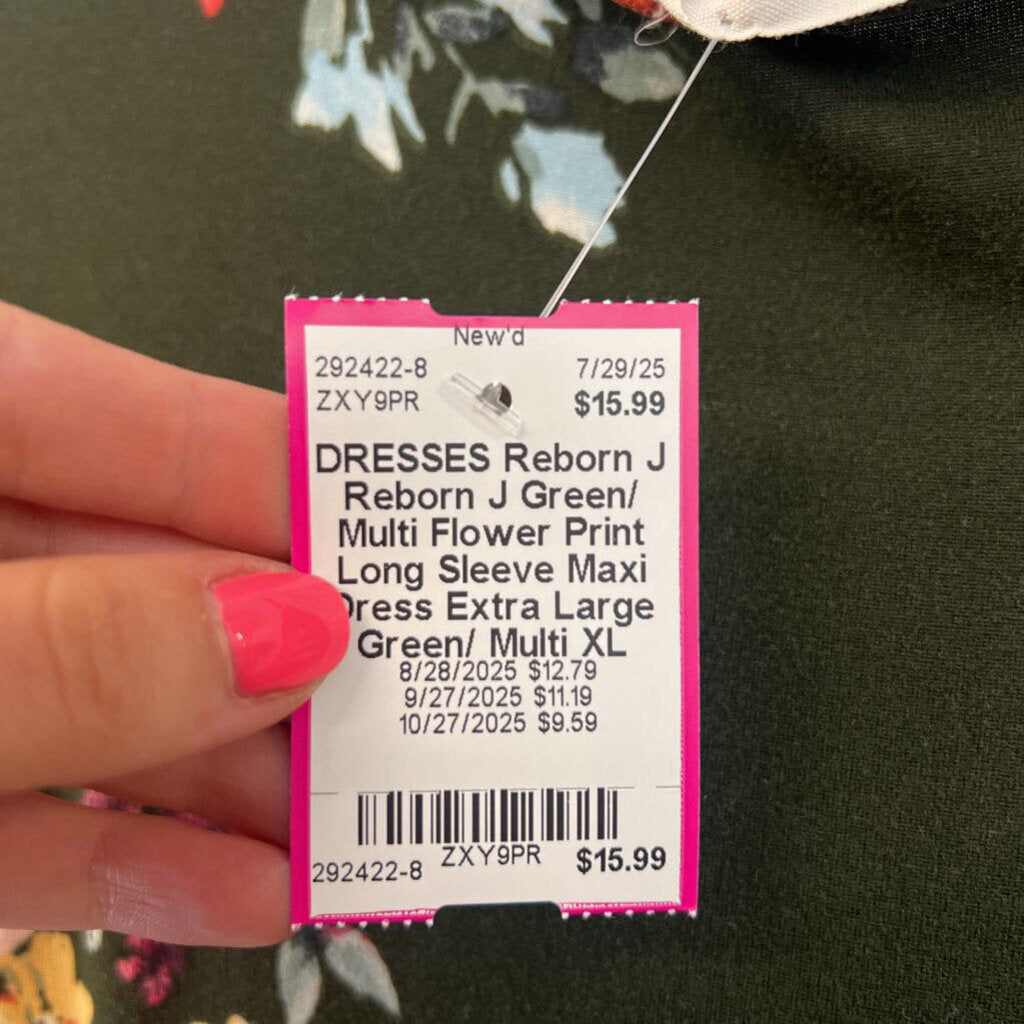 New'd
292422-8 7/29/25
ZXY9PR $15.99
DRESSES Reborn J
Reborn J Green/
Multi Flower Print
Long Sleeve Maxi
Dress Extra Large
Green/ Multi XL
8/28/2025 $12.79
9/27/2025 $11.19
10/27/2025 $9.59
292422-8 ZXY9PR $15.99